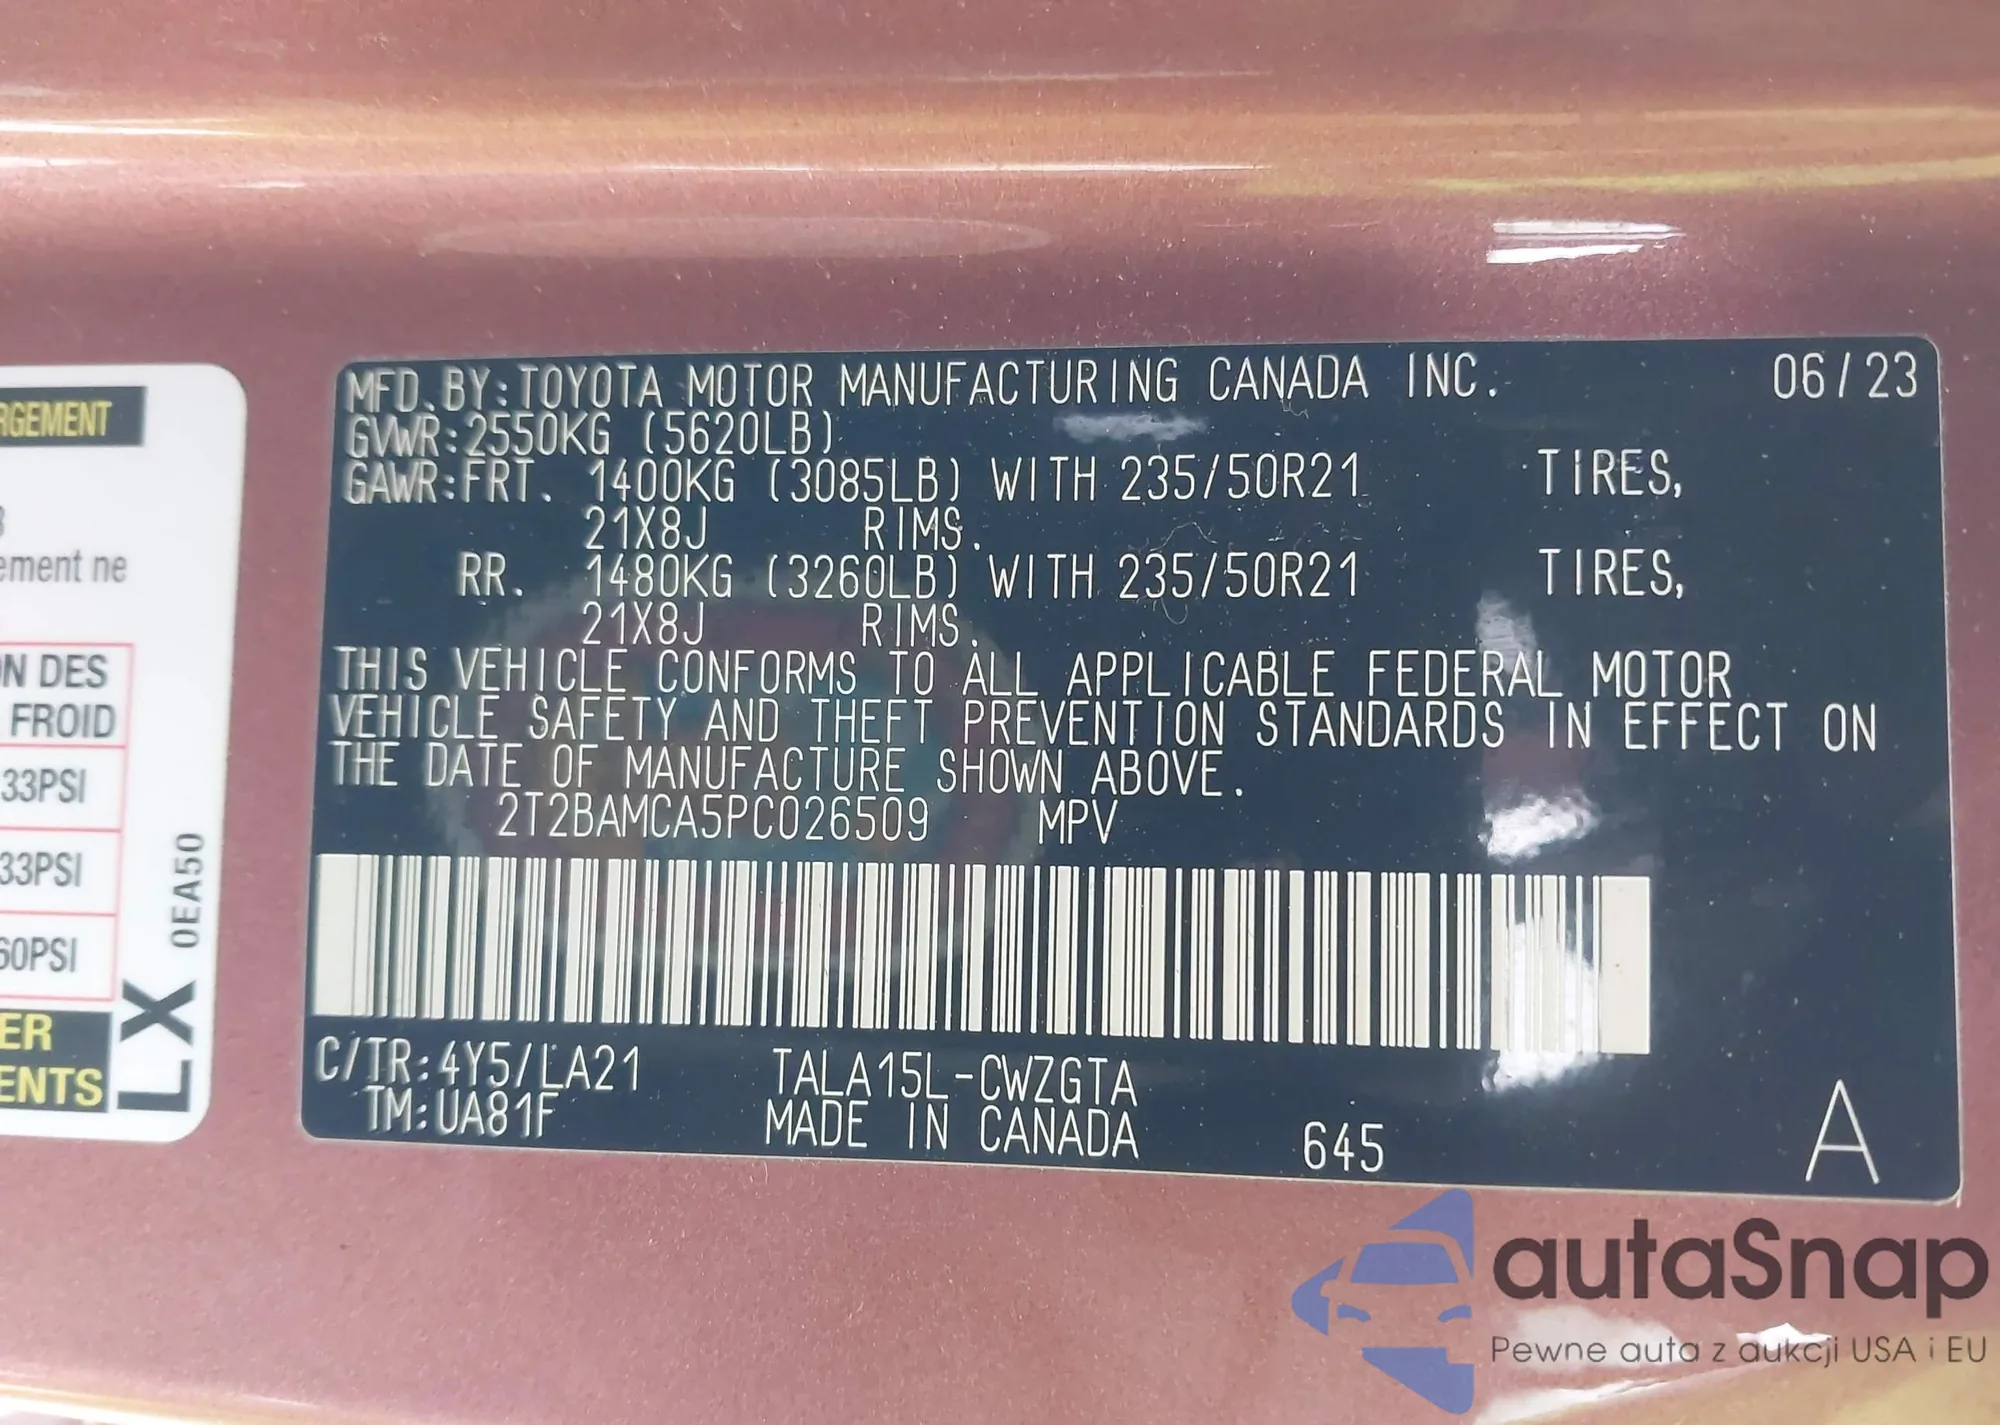 RGEMENT
ement ne
ON DES
FROID
33PSI
33PSI
60PSI
ER
ENTS
LX 0EA50
MFD. BY:TOYOTA MOTOR MANUFACTURING CANADA INC. 06/23
GVWR:2550KG (5620LB)
GAWR:FRT. 1400KG (3085LB) WITH 235/50R21 TIRES,
21X8J RIMS.
RR. 1480KG (3260LB) WITH 235/50R21 TIRES,
21X8J RIMS.
THIS VEHICLE CONFORMS TO ALL APPLICABLE FEDERAL MOTOR
VEHICLE SAFETY AND THEFT PREVENTION STANDARDS IN EFFECT ON
THE DATE OF MANUFACTURE SHOWN ABOVE.
2T2BAMCA5PC026509 MPV
C/TR:4Y5/LA21 TALA15L-CWZGTA
TM:UA81F MADE IN CANADA 645 A
autaSnap
Pewne auta z aukcji USA i EU